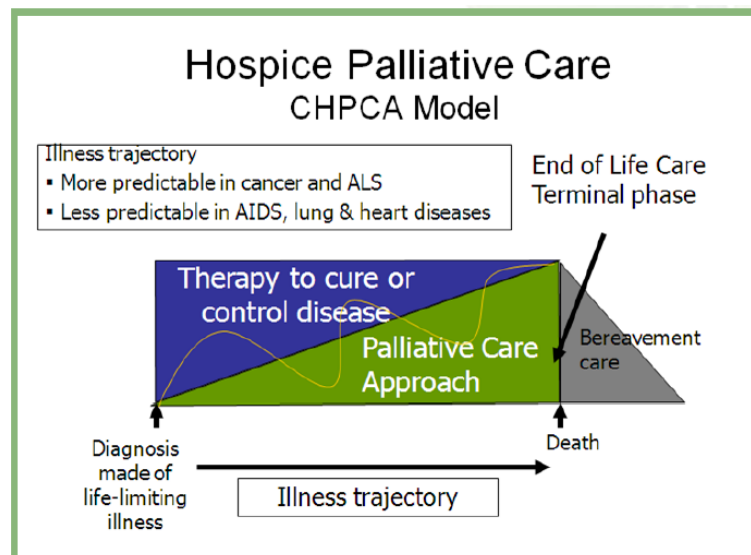 Hospice Palliative Care
CHPCA Model
Illness trajectory
▪ More predictable in cancer and ALS
▪ Less predictable in AIDS, lung & heart diseases
End of Life Care
Terminal phase
Therapy to cure or
control disease
Palliative Care
Approach
Bereavement
care
Diagnosis
made of
life-limiting
illness
Death
Illness trajectory